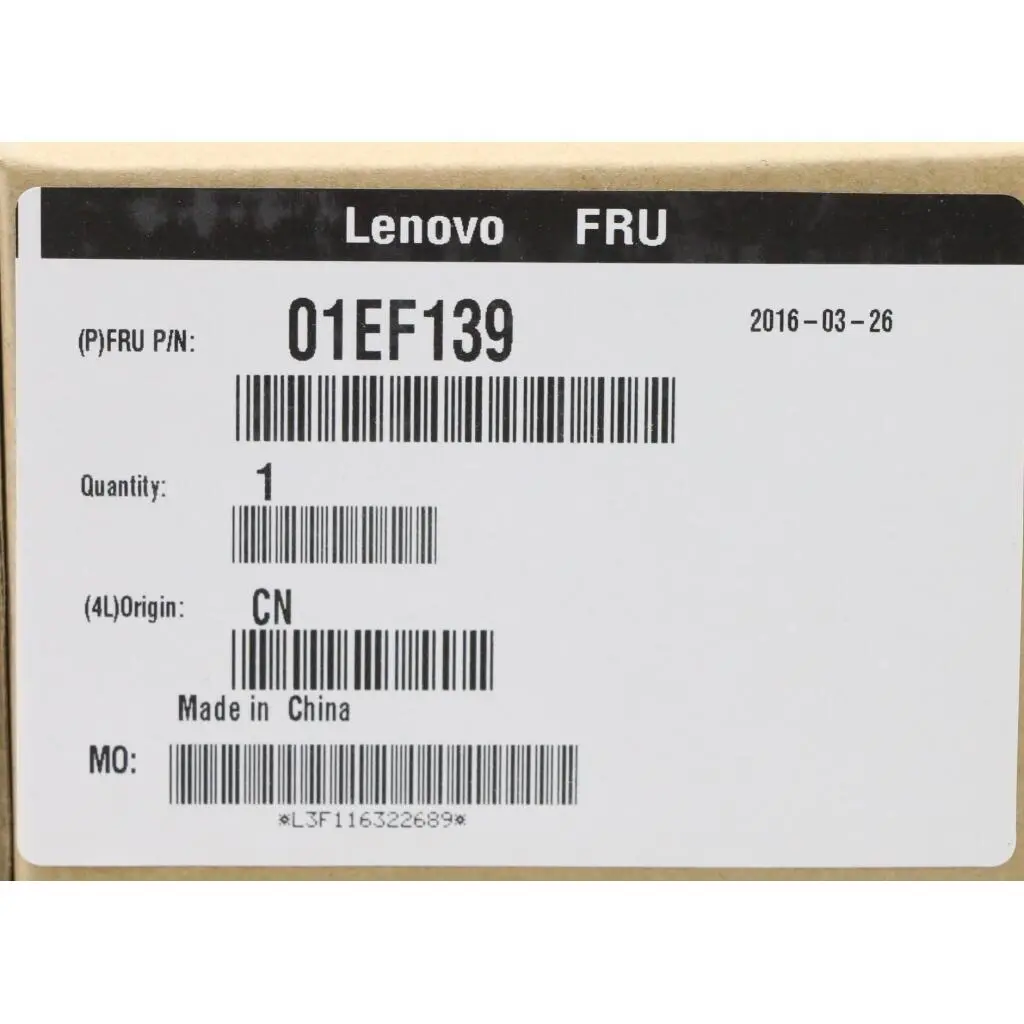 Lenovo FRU
(P)FRU P/N: 01EF139 2016-03-26
Quantity: 1
(4L)Origin: CN
Made in China
MO:
*L3F116322689*